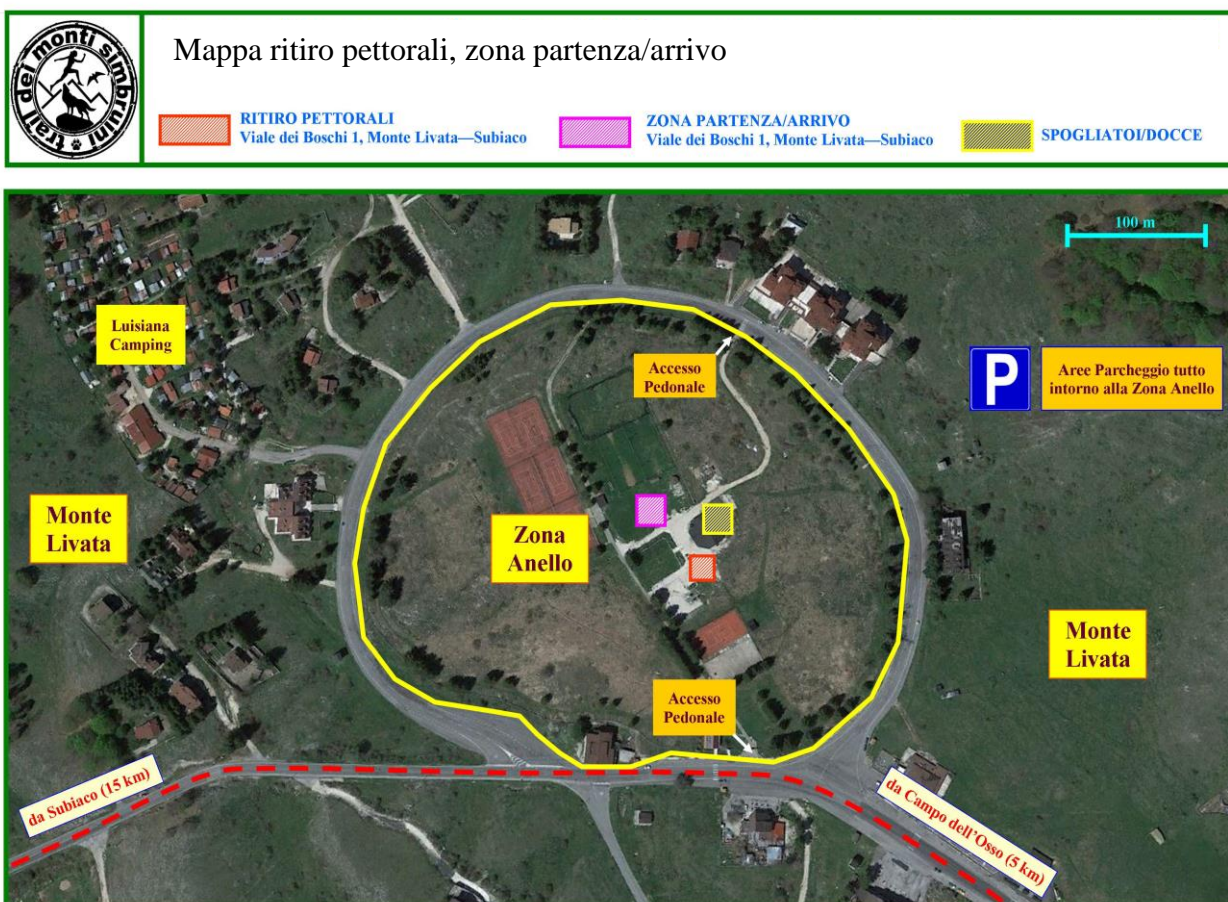 trail dei monti simbruini
Mappa ritiro pettorali, zona partenza/arrivo
RITIRO PETTORALI
Viale dei Boschi 1, Monte Livata—Subiaco
ZONA PARTENZA/ARRIVO
Viale dei Boschi 1, Monte Livata—Subiaco
SPOGLIATOI/DOCCE
100 m
Luisiana
Camping
Accesso
Pedonale
P
Aree Parcheggio tutto
intorno alla Zona Anello
Monte
Livata
Zona
Anello
Monte
Livata
Accesso
Pedonale
da Subiaco (15 km)
da Campo dell'Osso (5 km)